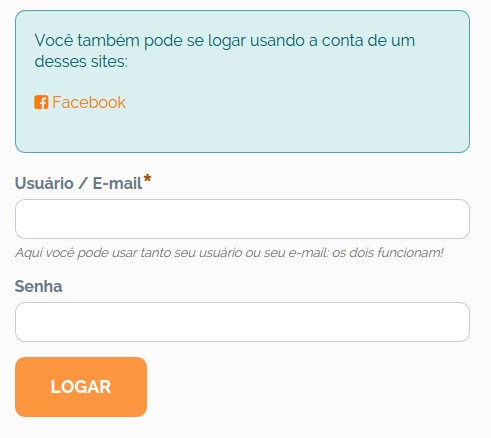 Você também pode se logar usando a conta de um
desses sites:
Facebook
Usuário / E-mail*
Aqui você pode usar tanto seu usuário ou seu e-mail: os dois funcionam!
Senha
LOGAR